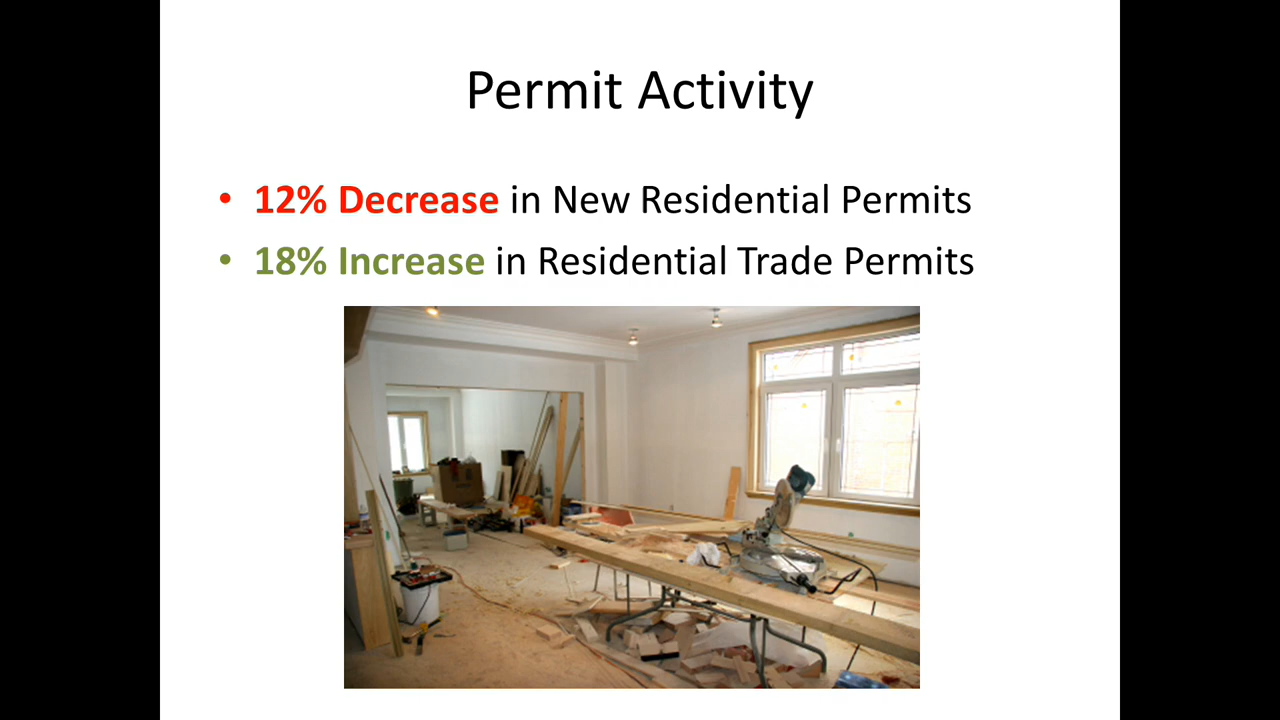 Permit Activity
• 12% Decrease in New Residential Permits
• 18% Increase in Residential Trade Permits